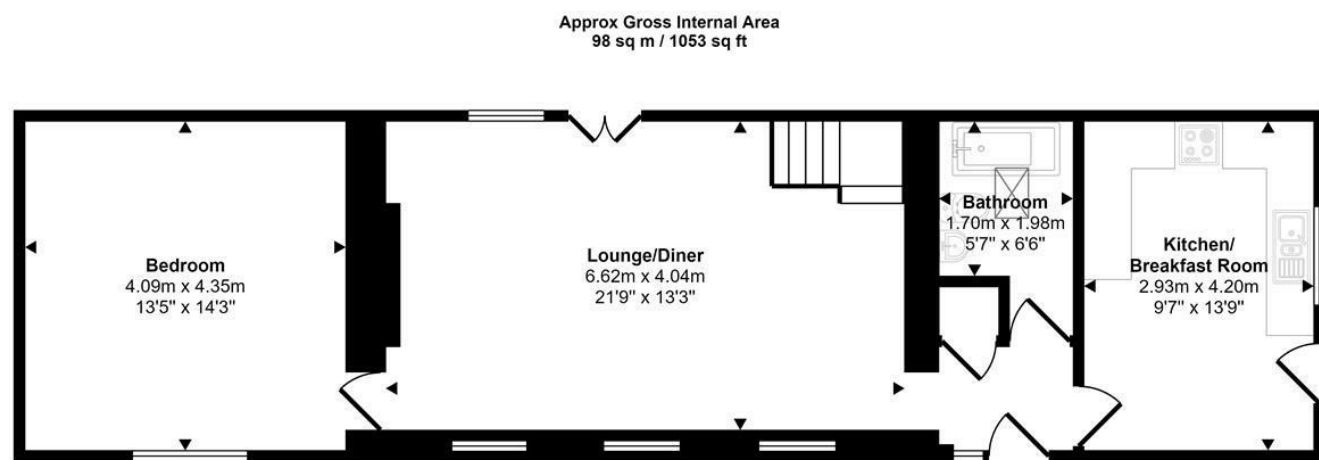 Approx Gross Internal Area
98 sq m / 1053 sq ft
Bedroom
4.09m x 4.35m
13'5" x 14'3"
Lounge/Diner
6.62m x 4.04m
21'9" x 13'3"
Bathroom
1.70m x 1.98m
5'7" x 6'6"
Kitchen/
Breakfast Room
2.93m x 4.20m
9'7" x 13'9"